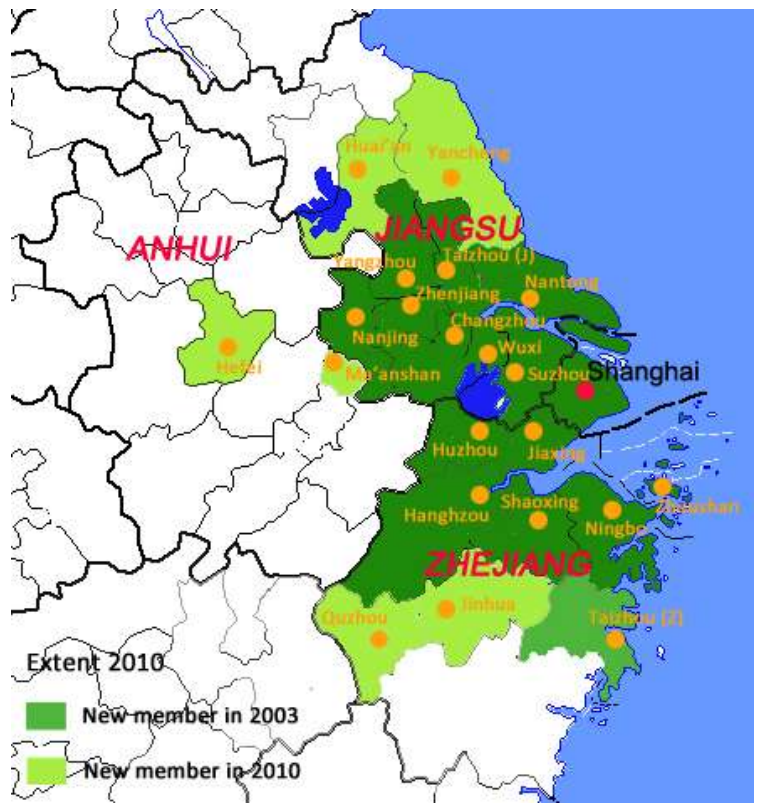 Huai'an
Yancheng
JIANGSU
ANHUI
Taizhou (J)
Yangzhou
Zhenjiang
Nantong
Nanjing
Changzhou
Wuxi
Hefei
Ma'anshan
Suzhou
Shanghai
Huzhou
Jiaxing
Hanghzou
Shaoxing
Zhoushan
Ningbo
ZHEJIANG
Quzhou
Jinhua
Taizhou (Z)
Extent 2010
New member in 2003
New member in 2010